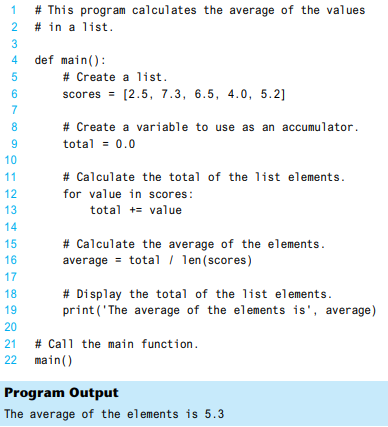 1 # This program calculates the average of the values
2 # in a list.
3
4 def main():
5     # Create a list.
6     scores = [2.5, 7.3, 6.5, 4.0, 5.2]
7
8     # Create a variable to use as an accumulator.
9     total = 0.0
10
11     # Calculate the total of the list elements.
12     for value in scores:
13         total += value
14
15     # Calculate the average of the elements.
16     average = total / len(scores)
17
18     # Display the total of the list elements.
19     print('The average of the elements is', average)
20
21 # Call the main function.
22 main()
Program Output
The average of the elements is 5.3